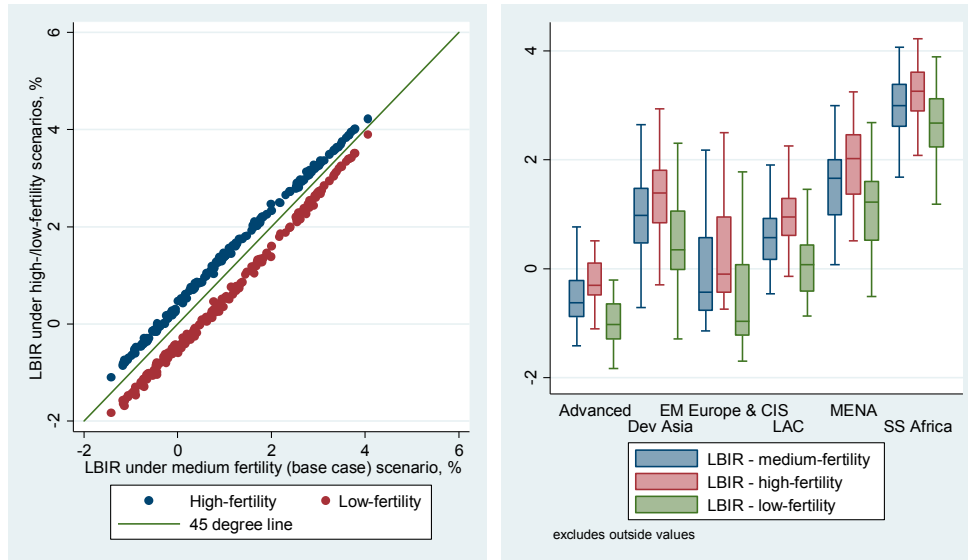 LBIR under high-/low-fertility scenarios, %
6
4
2
0
-2
-2 0 2 4 6
LBIR under medium fertility (base case) scenario, %
High-fertility Low-fertility
45 degree line
4
2
0
-2
Advanced EM Europe & CIS MENA
Dev Asia LAC SS Africa
LBIR - medium-fertility
LBIR - high-fertility
LBIR - low-fertility
excludes outside values